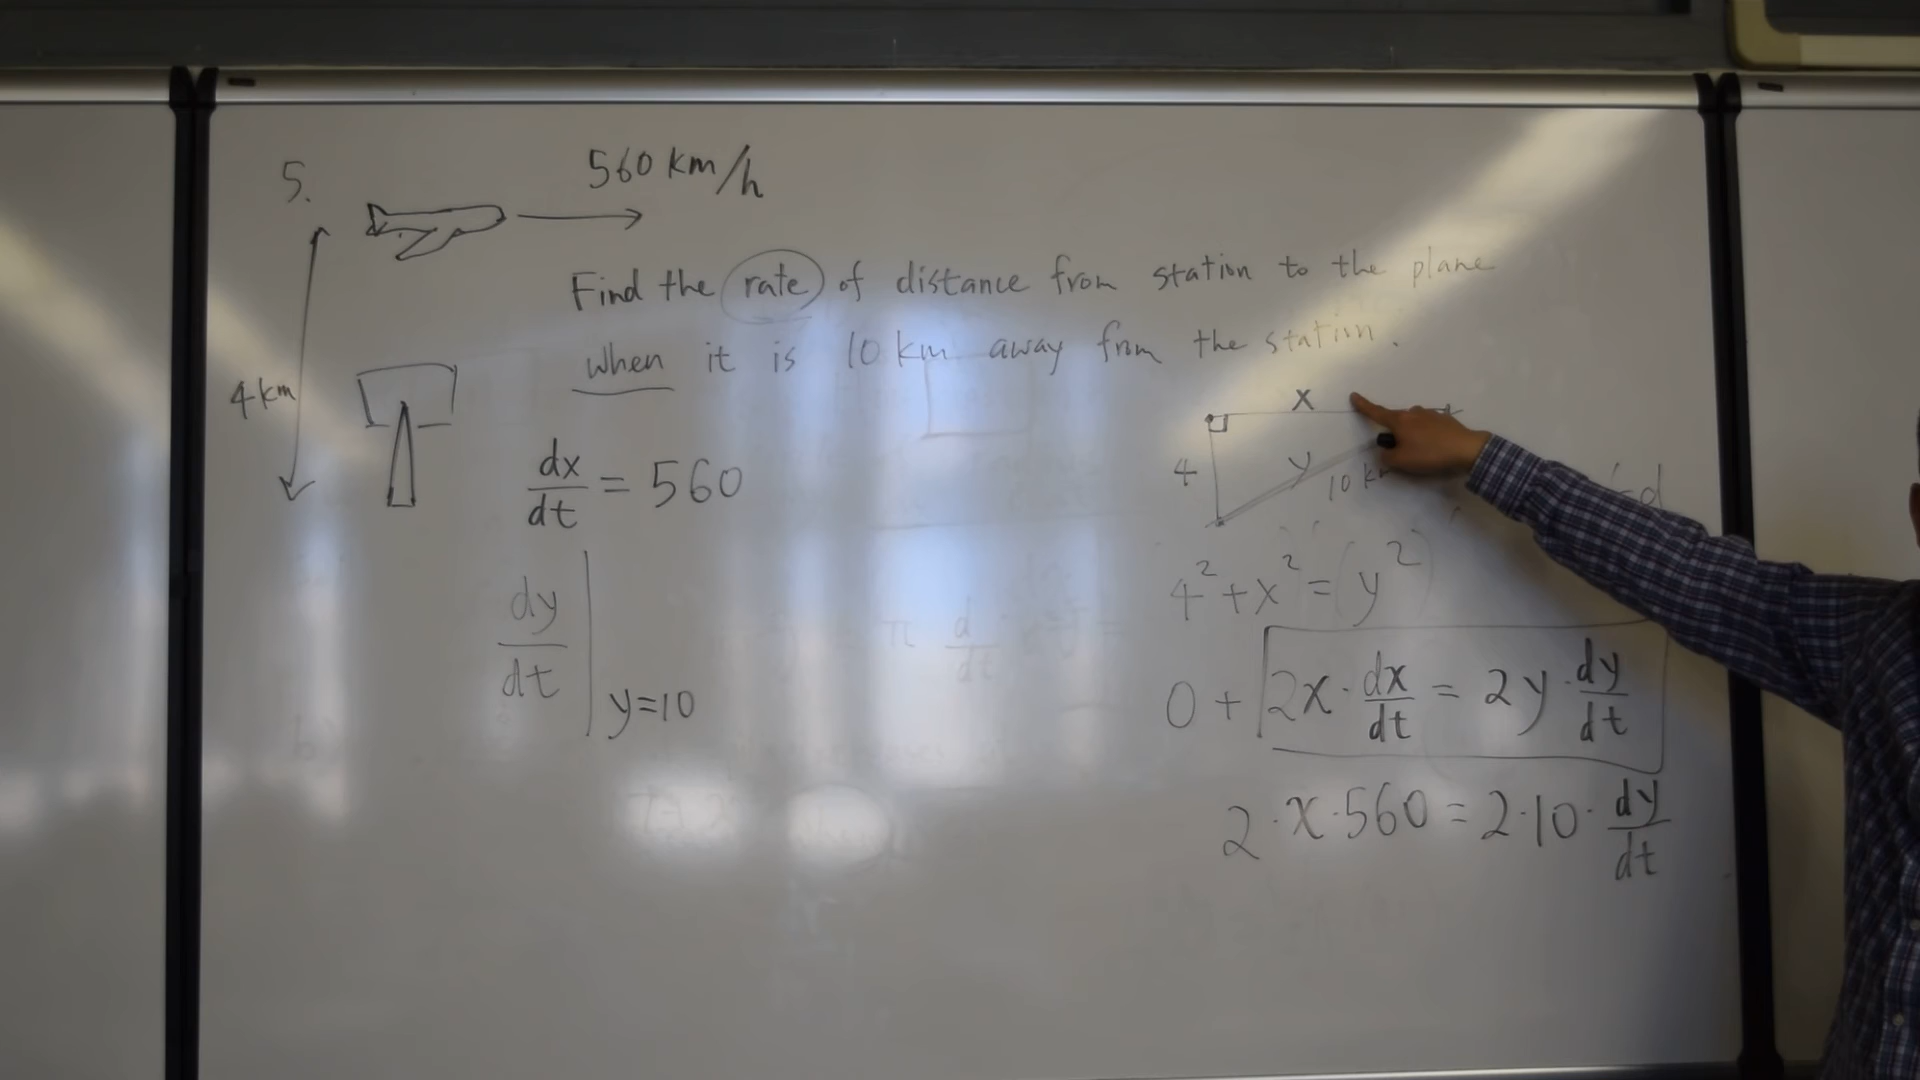 5.
560 km/h
Find the rate of distance from station to the plane
when it is 10 km away from the station.
4 km
x
4
y
10 km
dx/dt = 560
4² + x² = (y²)
dy/dt | y=10
0 + 2x · dx/dt = 2y · dy/dt
2 · x · 560 = 2 · 10 · dy/dt